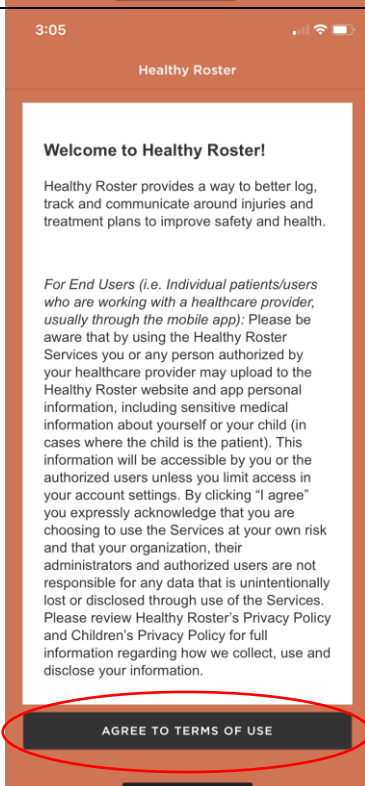 3:05
Healthy Roster
Welcome to Healthy Roster!
Healthy Roster provides a way to better log,
track and communicate around injuries and
treatment plans to improve safety and health.
For End Users (i.e. Individual patients/users
who are working with a healthcare provider,
usually through the mobile app): Please be
aware that by using the Healthy Roster
Services you or any person authorized by
your healthcare provider may upload to the
Healthy Roster website and app personal
information, including sensitive medical
information about yourself or your child (in
cases where the child is the patient). This
information will be accessible by you or the
authorized users unless you limit access in
your account settings. By clicking “I agree”
you expressly acknowledge that you are
choosing to use the Services at your own risk
and that your organization, their
administrators and authorized users are not
responsible for any data that is unintentionally
lost or disclosed through use of the Services.
Please review Healthy Roster's Privacy Policy
and Children's Privacy Policy for full
information regarding how we collect, use and
disclose your information.
AGREE TO TERMS OF USE